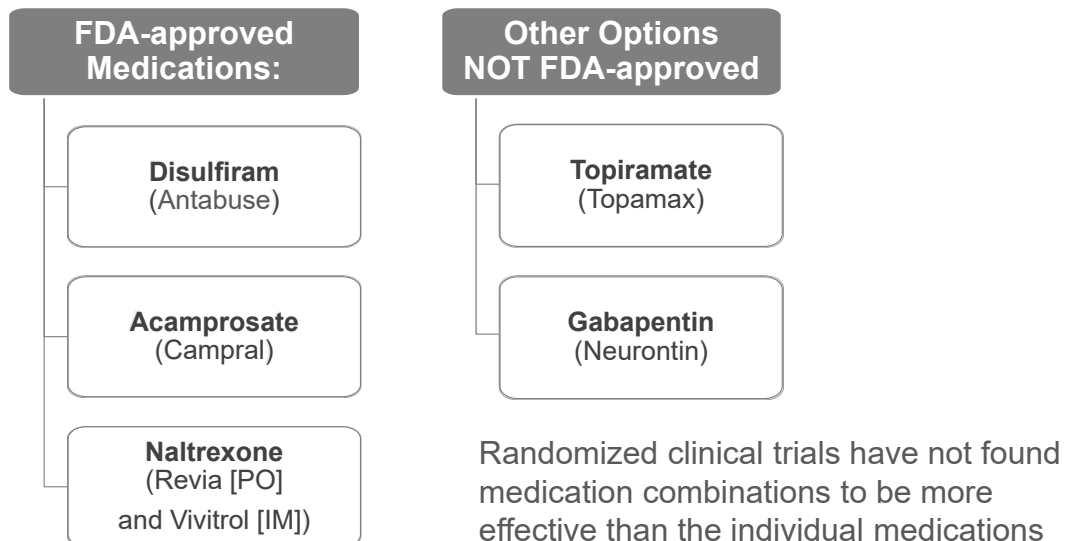 FDA-approved
Medications:
Disulfiram
(Antabuse)
Acamprosate
(Campral)
Naltrexone
(Revia [PO]
and Vivitrol [IM])
Other Options
NOT FDA-approved
Topiramate
(Topamax)
Gabapentin
(Neurontin)
Randomized clinical trials have not found
medication combinations to be more
effective than the individual medications